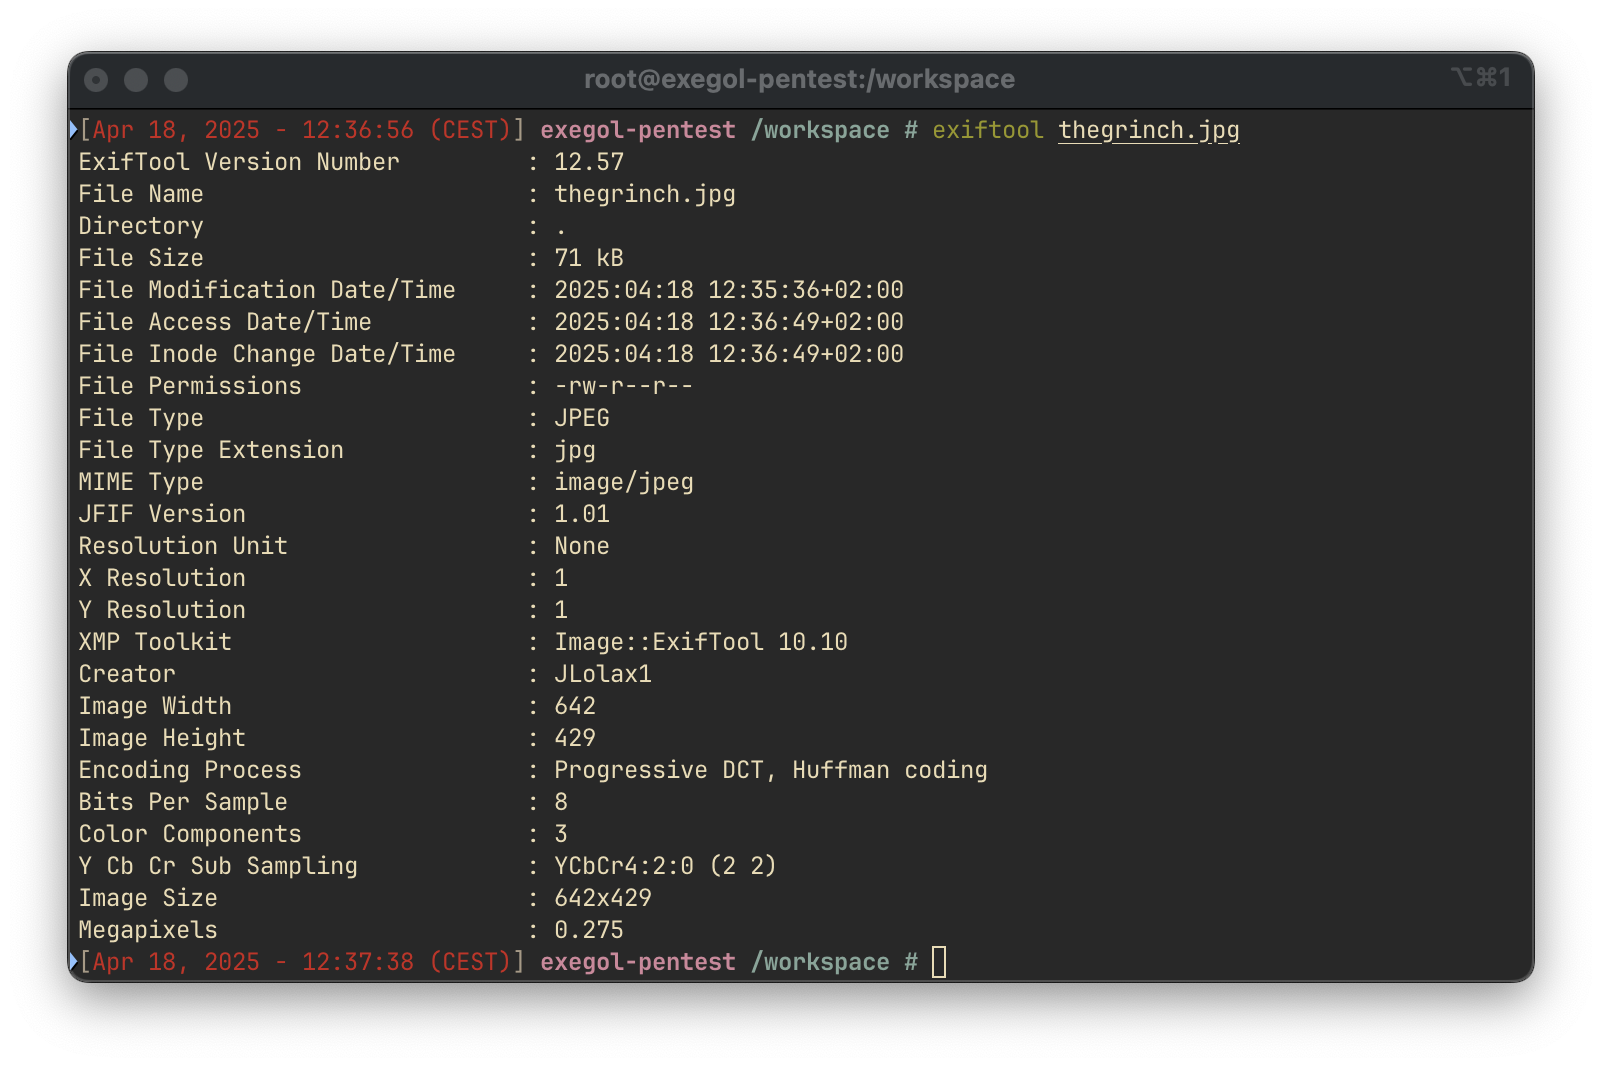 root@exegol-pentest:/workspace ⌥⌘1
[Apr 18, 2025 - 12:36:56 (CEST)] exegol-pentest /workspace # exiftool thegrinch.jpg
ExifTool Version Number : 12.57
File Name : thegrinch.jpg
Directory : .
File Size : 71 kB
File Modification Date/Time : 2025:04:18 12:35:36+02:00
File Access Date/Time : 2025:04:18 12:36:49+02:00
File Inode Change Date/Time : 2025:04:18 12:36:49+02:00
File Permissions : -rw-r--r--
File Type : JPEG
File Type Extension : jpg
MIME Type : image/jpeg
JFIF Version : 1.01
Resolution Unit : None
X Resolution : 1
Y Resolution : 1
XMP Toolkit : Image::ExifTool 10.10
Creator : JLolax1
Image Width : 642
Image Height : 429
Encoding Process : Progressive DCT, Huffman coding
Bits Per Sample : 8
Color Components : 3
Y Cb Cr Sub Sampling : YCbCr4:2:0 (2 2)
Image Size : 642x429
Megapixels : 0.275
[Apr 18, 2025 - 12:37:38 (CEST)] exegol-pentest /workspace #